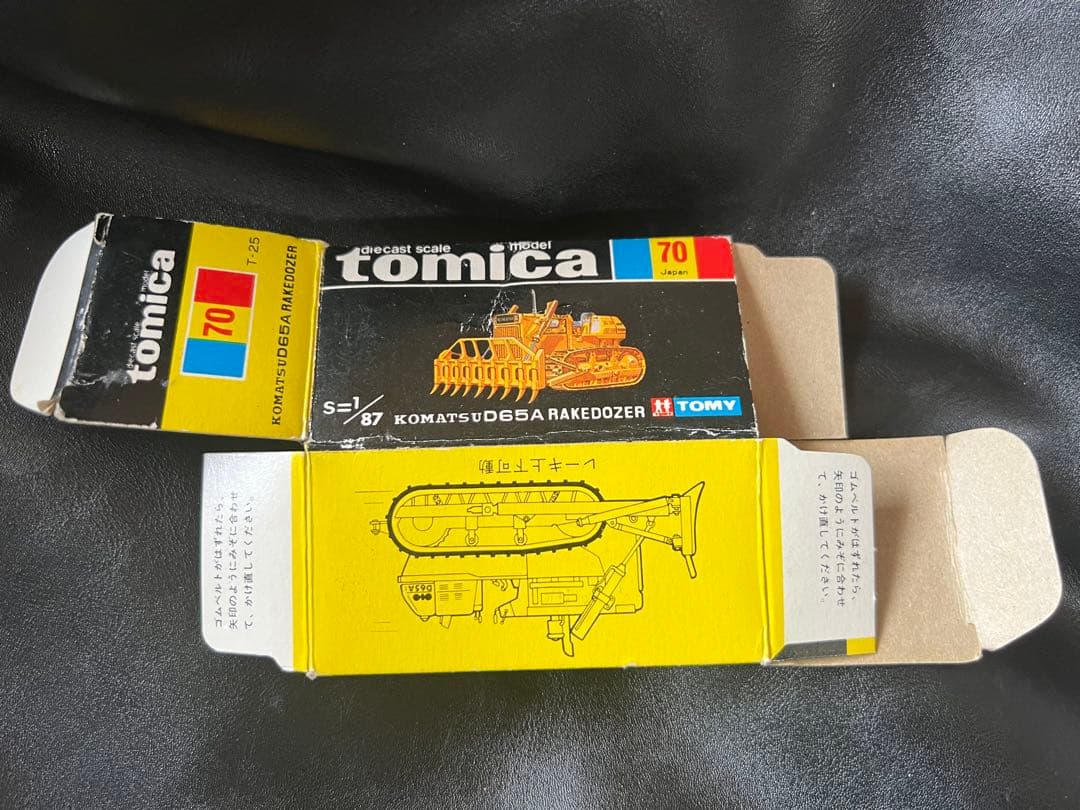 diecast scale model
tomica
70
Japan
S=1/87 KOMATSU D65A RAKEDOZER TOMY
diecast scale model
tomica
70
T-25
KOMATSU D65A RAKEDOZER
レーキ上下可動
D65A
ゴムベルトがはずれたら、
矢印のようにみぞに合わせ
て、かけ直してください。
ゴムベルトがはずれたら、
矢印のようにみぞに合わせ
て、かけ直してください。